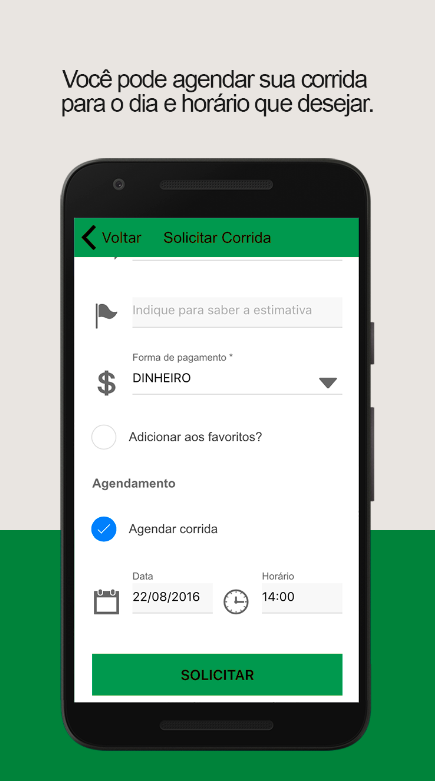 Você pode agendar sua corrida
para o dia e horário que desejar.
Voltar Solicitar Corrida
Indique para saber a estimativa
Forma de pagamento *
DINHEIRO
Adicionar aos favoritos?
Agendamento
Agendar corrida
Data Horário
22/08/2016 14:00
SOLICITAR